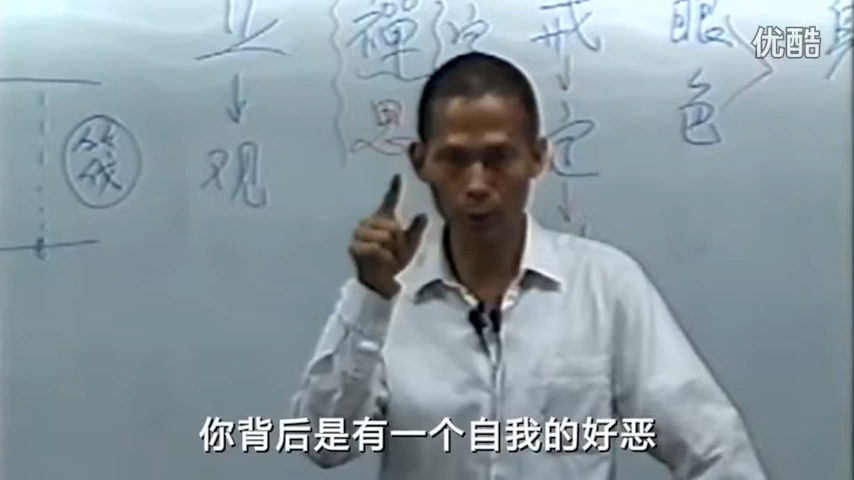 优酷
止
↓
观
禪
思
戒
↓
定
↓
眼
色
筏
你背后是有一个自我的好恶